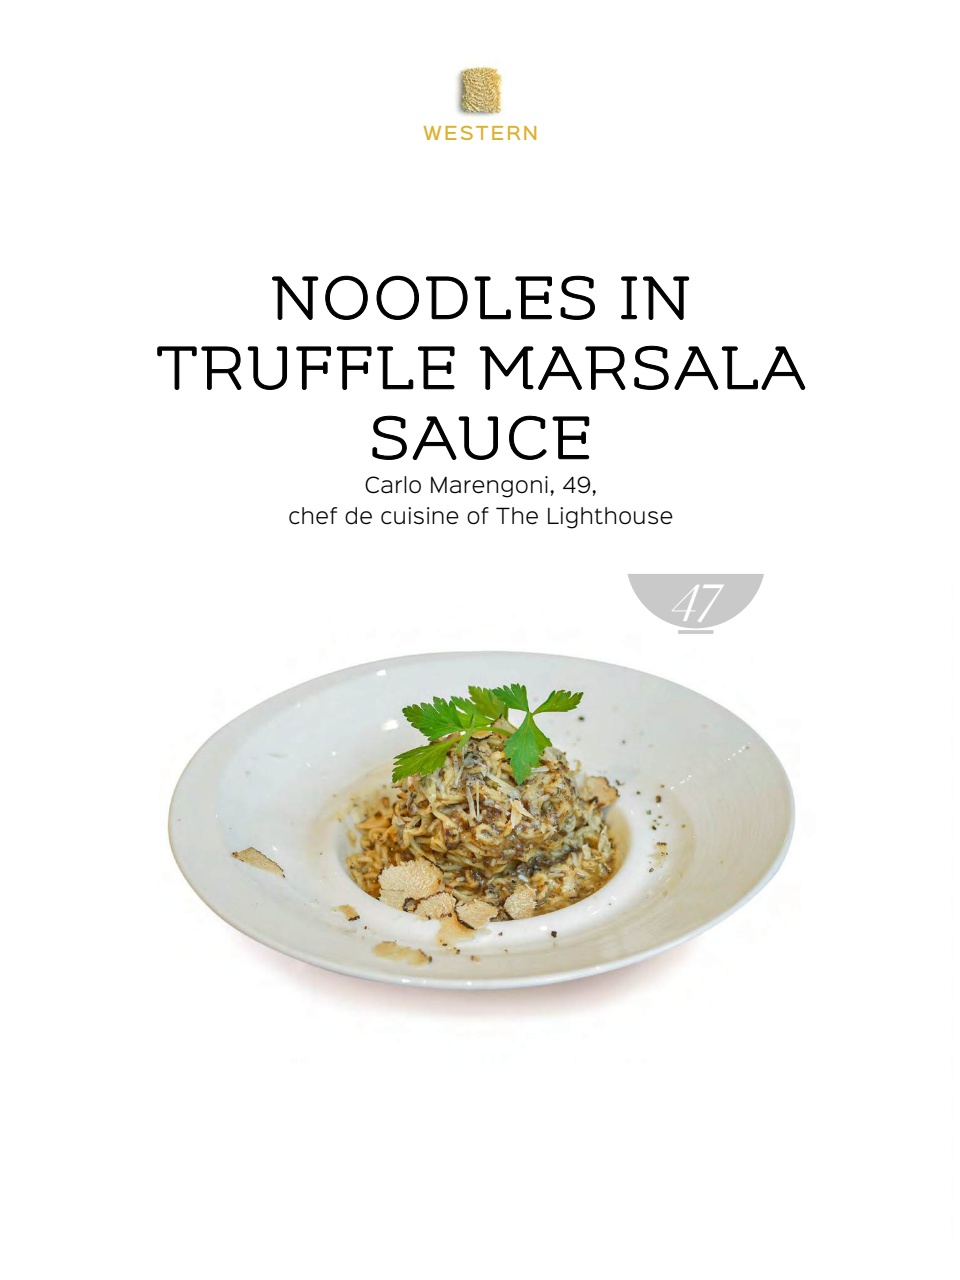 WESTERN
NOODLES IN
TRUFFLE MARSALA
SAUCE
Carlo Marengoni, 49,
chef de cuisine of The Lighthouse
47